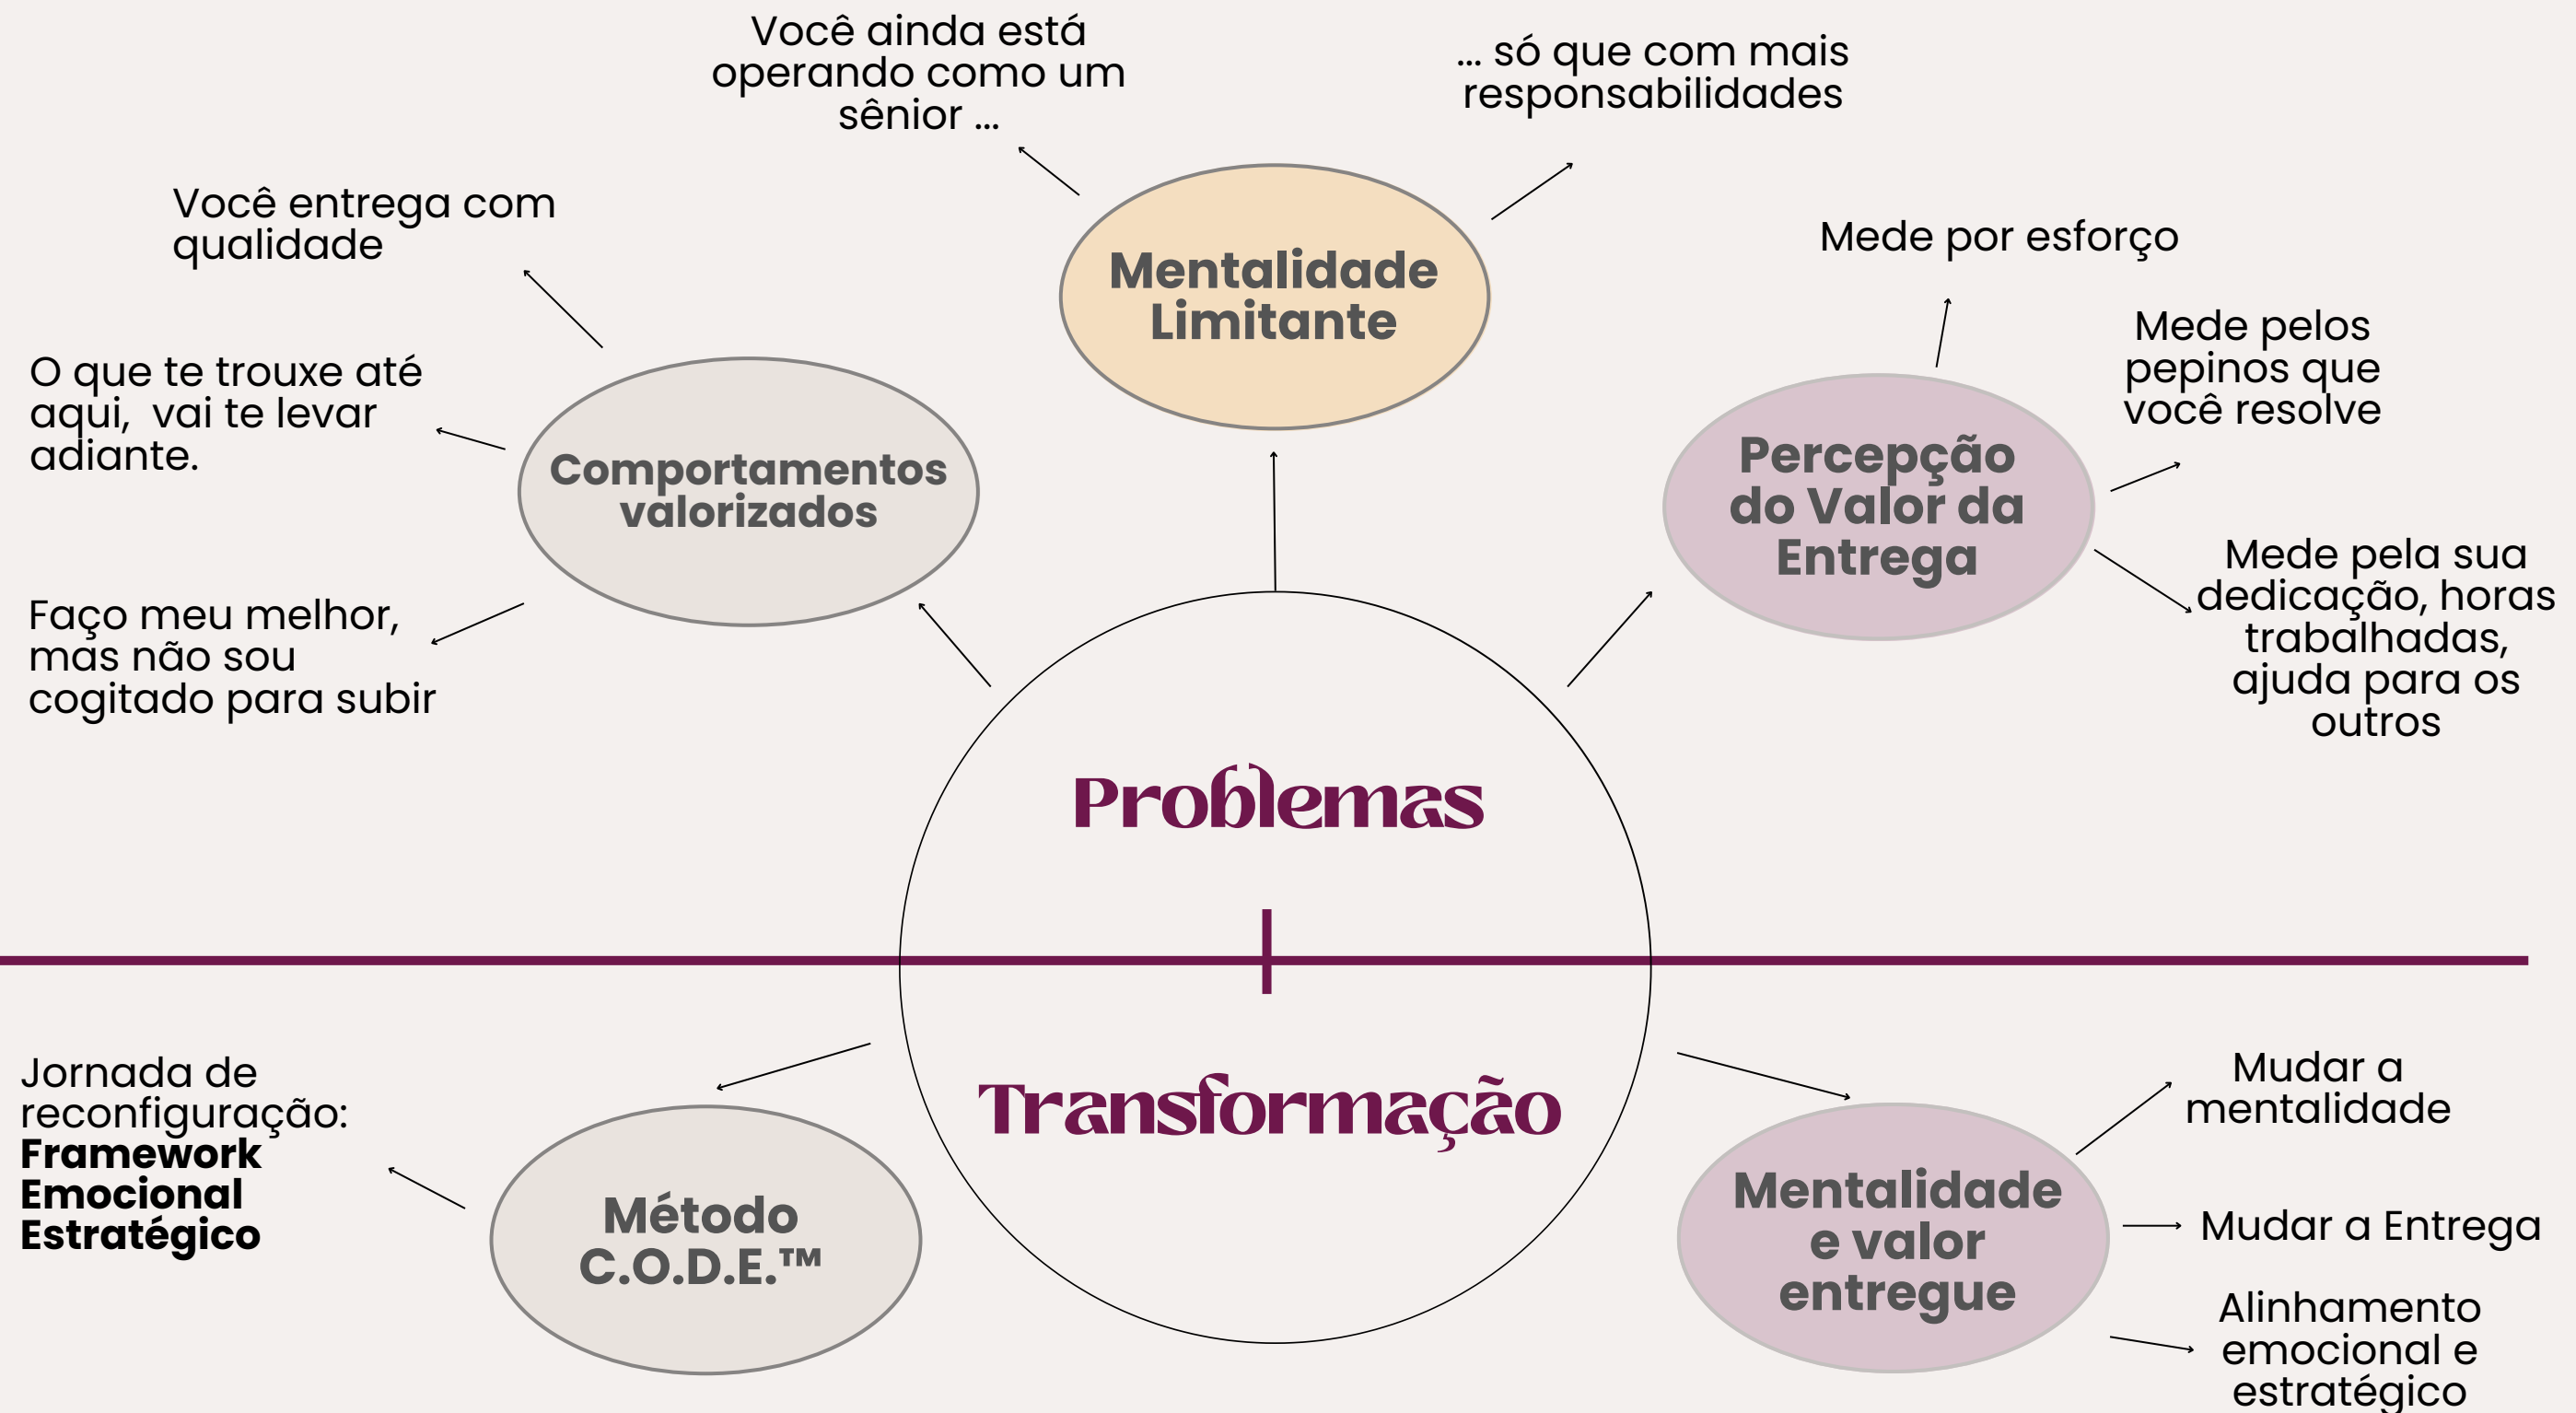 Você ainda está
operando como um
sênior ...
... só que com mais
responsabilidades
Mentalidade
Limitante
Você entrega com
qualidade
O que te trouxe até
aqui,  vai te levar
adiante.
Faço meu melhor,
mas não sou
cogitado para subir
Comportamentos
valorizados
Mede por esforço
Mede pelos
pepinos que
você resolve
Mede pela sua
dedicação, horas
trabalhadas,
ajuda para os
outros
Percepção
do Valor da
Entrega
Problemas
Transformação
Jornada de
reconfiguração:
Framework
Emocional
Estratégico
Método
C.O.D.E.™
Mentalidade
e valor
entregue
Mudar a
mentalidade
Mudar a Entrega
Alinhamento
emocional e
estratégico